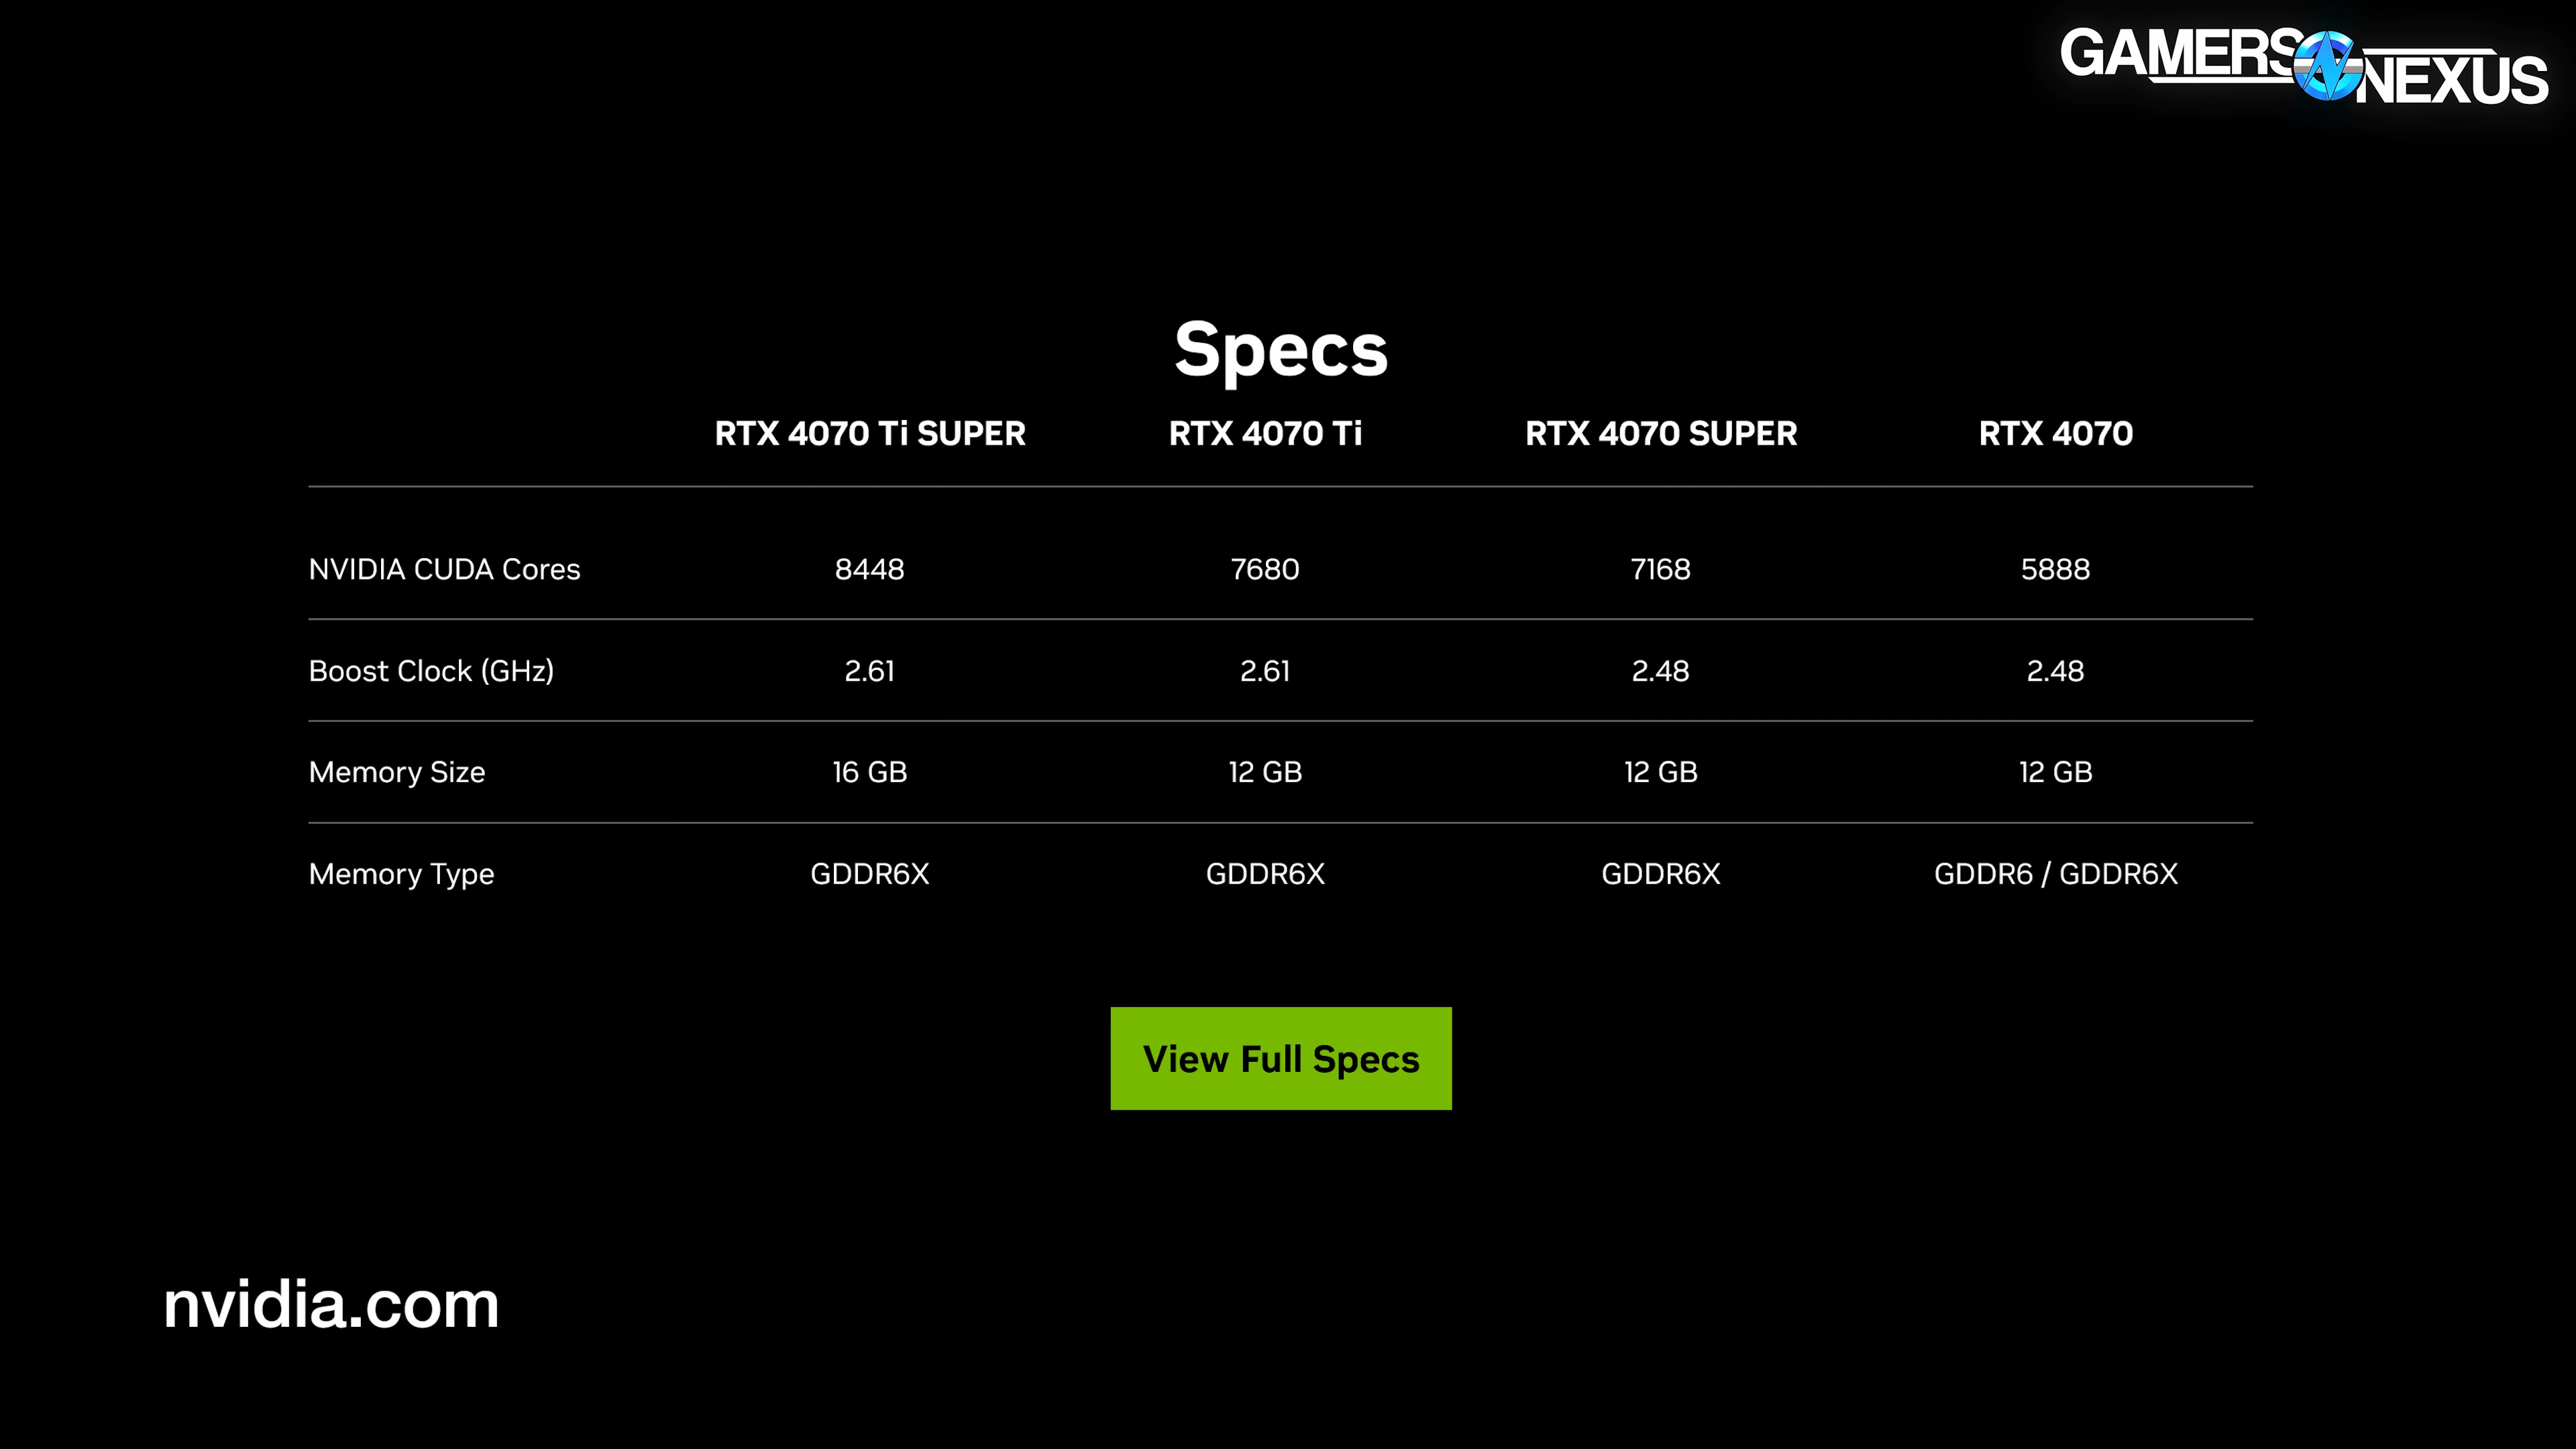 GAMERS NEXUS
Specs
RTX 4070 Ti SUPER RTX 4070 Ti RTX 4070 SUPER RTX 4070
NVIDIA CUDA Cores 8448 7680 7168 5888
Boost Clock (GHz) 2.61 2.61 2.48 2.48
Memory Size 16 GB 12 GB 12 GB 12 GB
Memory Type GDDR6X GDDR6X GDDR6X GDDR6 / GDDR6X
View Full Specs
nvidia.com